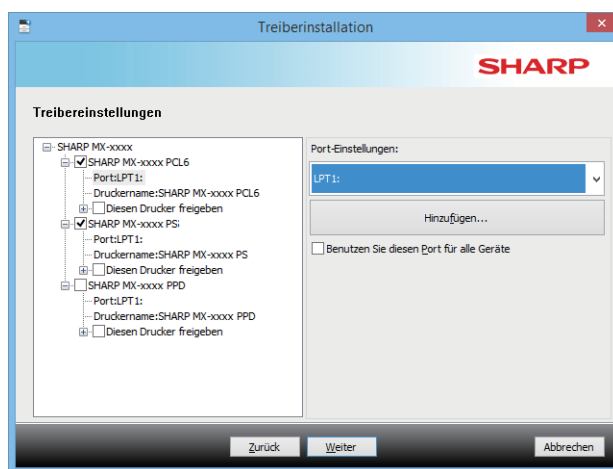 Treiberinstallation
SHARP
Treibereinstellungen
SHARP MX-xxxx
SHARP MX-xxxx PCL6
Port:LPT1:
Druckername:SHARP MX-xxxx PCL6
Diesen Drucker freigeben
SHARP MX-xxxx PS
Port:LPT1:
Druckername:SHARP MX-xxxx PS
Diesen Drucker freigeben
SHARP MX-xxxx PPD
Port:LPT1:
Druckername:SHARP MX-xxxx PPD
Diesen Drucker freigeben
Port-Einstellungen:
LPT1:
Hinzufügen...
Benutzen Sie diesen Port für alle Geräte
Zurück Weiter Abbrechen